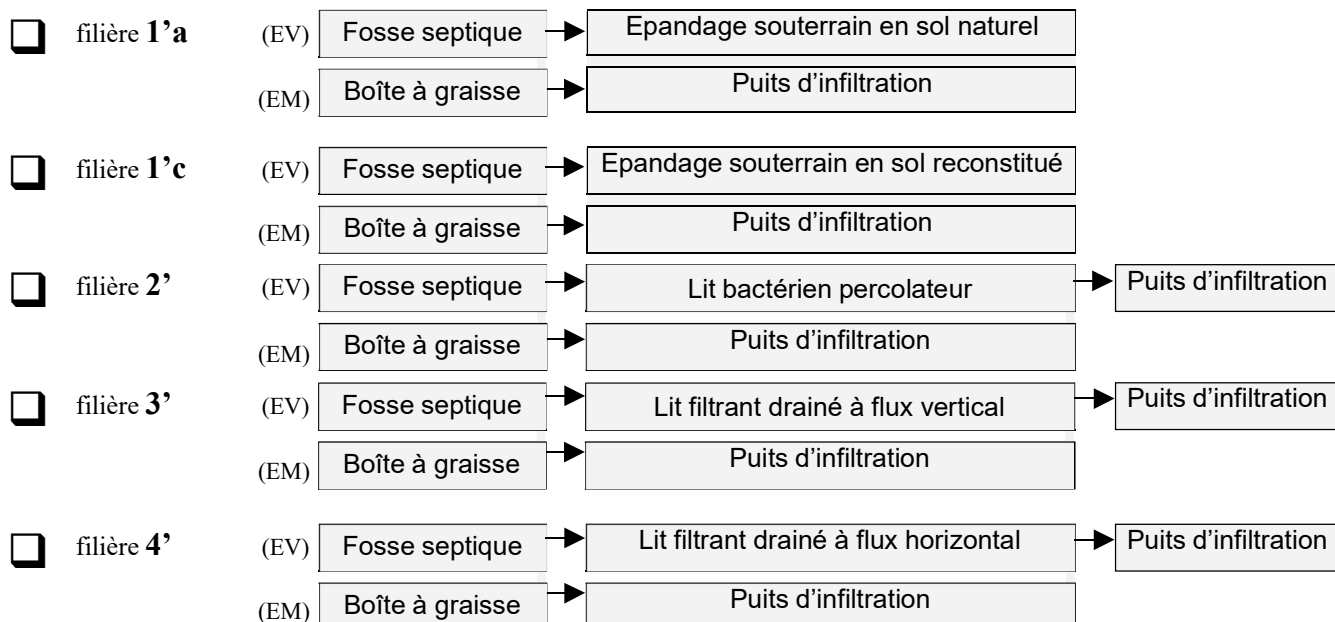 filière 1’a (EV) Fosse septique Epandage souterrain en sol naturel
(EM) Boîte à graisse Puits d’infiltration
filière 1’c (EV) Fosse septique Epandage souterrain en sol reconstitué
(EM) Boîte à graisse Puits d’infiltration
filière 2’ (EV) Fosse septique Lit bactérien percolateur Puits d’infiltration
(EM) Boîte à graisse Puits d’infiltration
filière 3’ (EV) Fosse septique Lit filtrant drainé à flux vertical Puits d’infiltration
(EM) Boîte à graisse Puits d’infiltration
filière 4’ (EV) Fosse septique Lit filtrant drainé à flux horizontal Puits d’infiltration
(EM) Boîte à graisse Puits d’infiltration